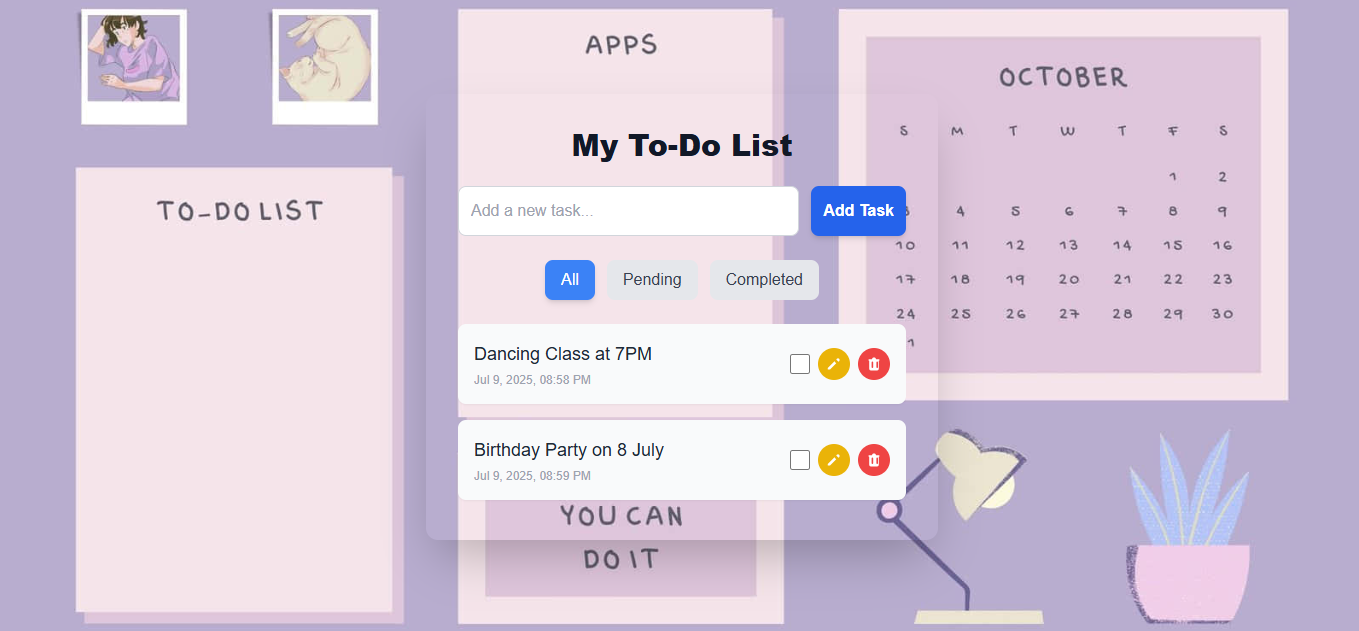 APPS
OCTOBER
S M T W T F S
1 2
3 4 5 6 7 8 9
10 11 12 13 14 15 16
17 18 19 20 21 22 23
24 25 26 27 28 29 30
31
TO-DO LIST
My To-Do List
Add a new task...
Add Task
All
Pending
Completed
Dancing Class at 7PM
Jul 9, 2025, 08:58 PM
Birthday Party on 8 July
Jul 9, 2025, 08:59 PM
YOU CAN
DO IT